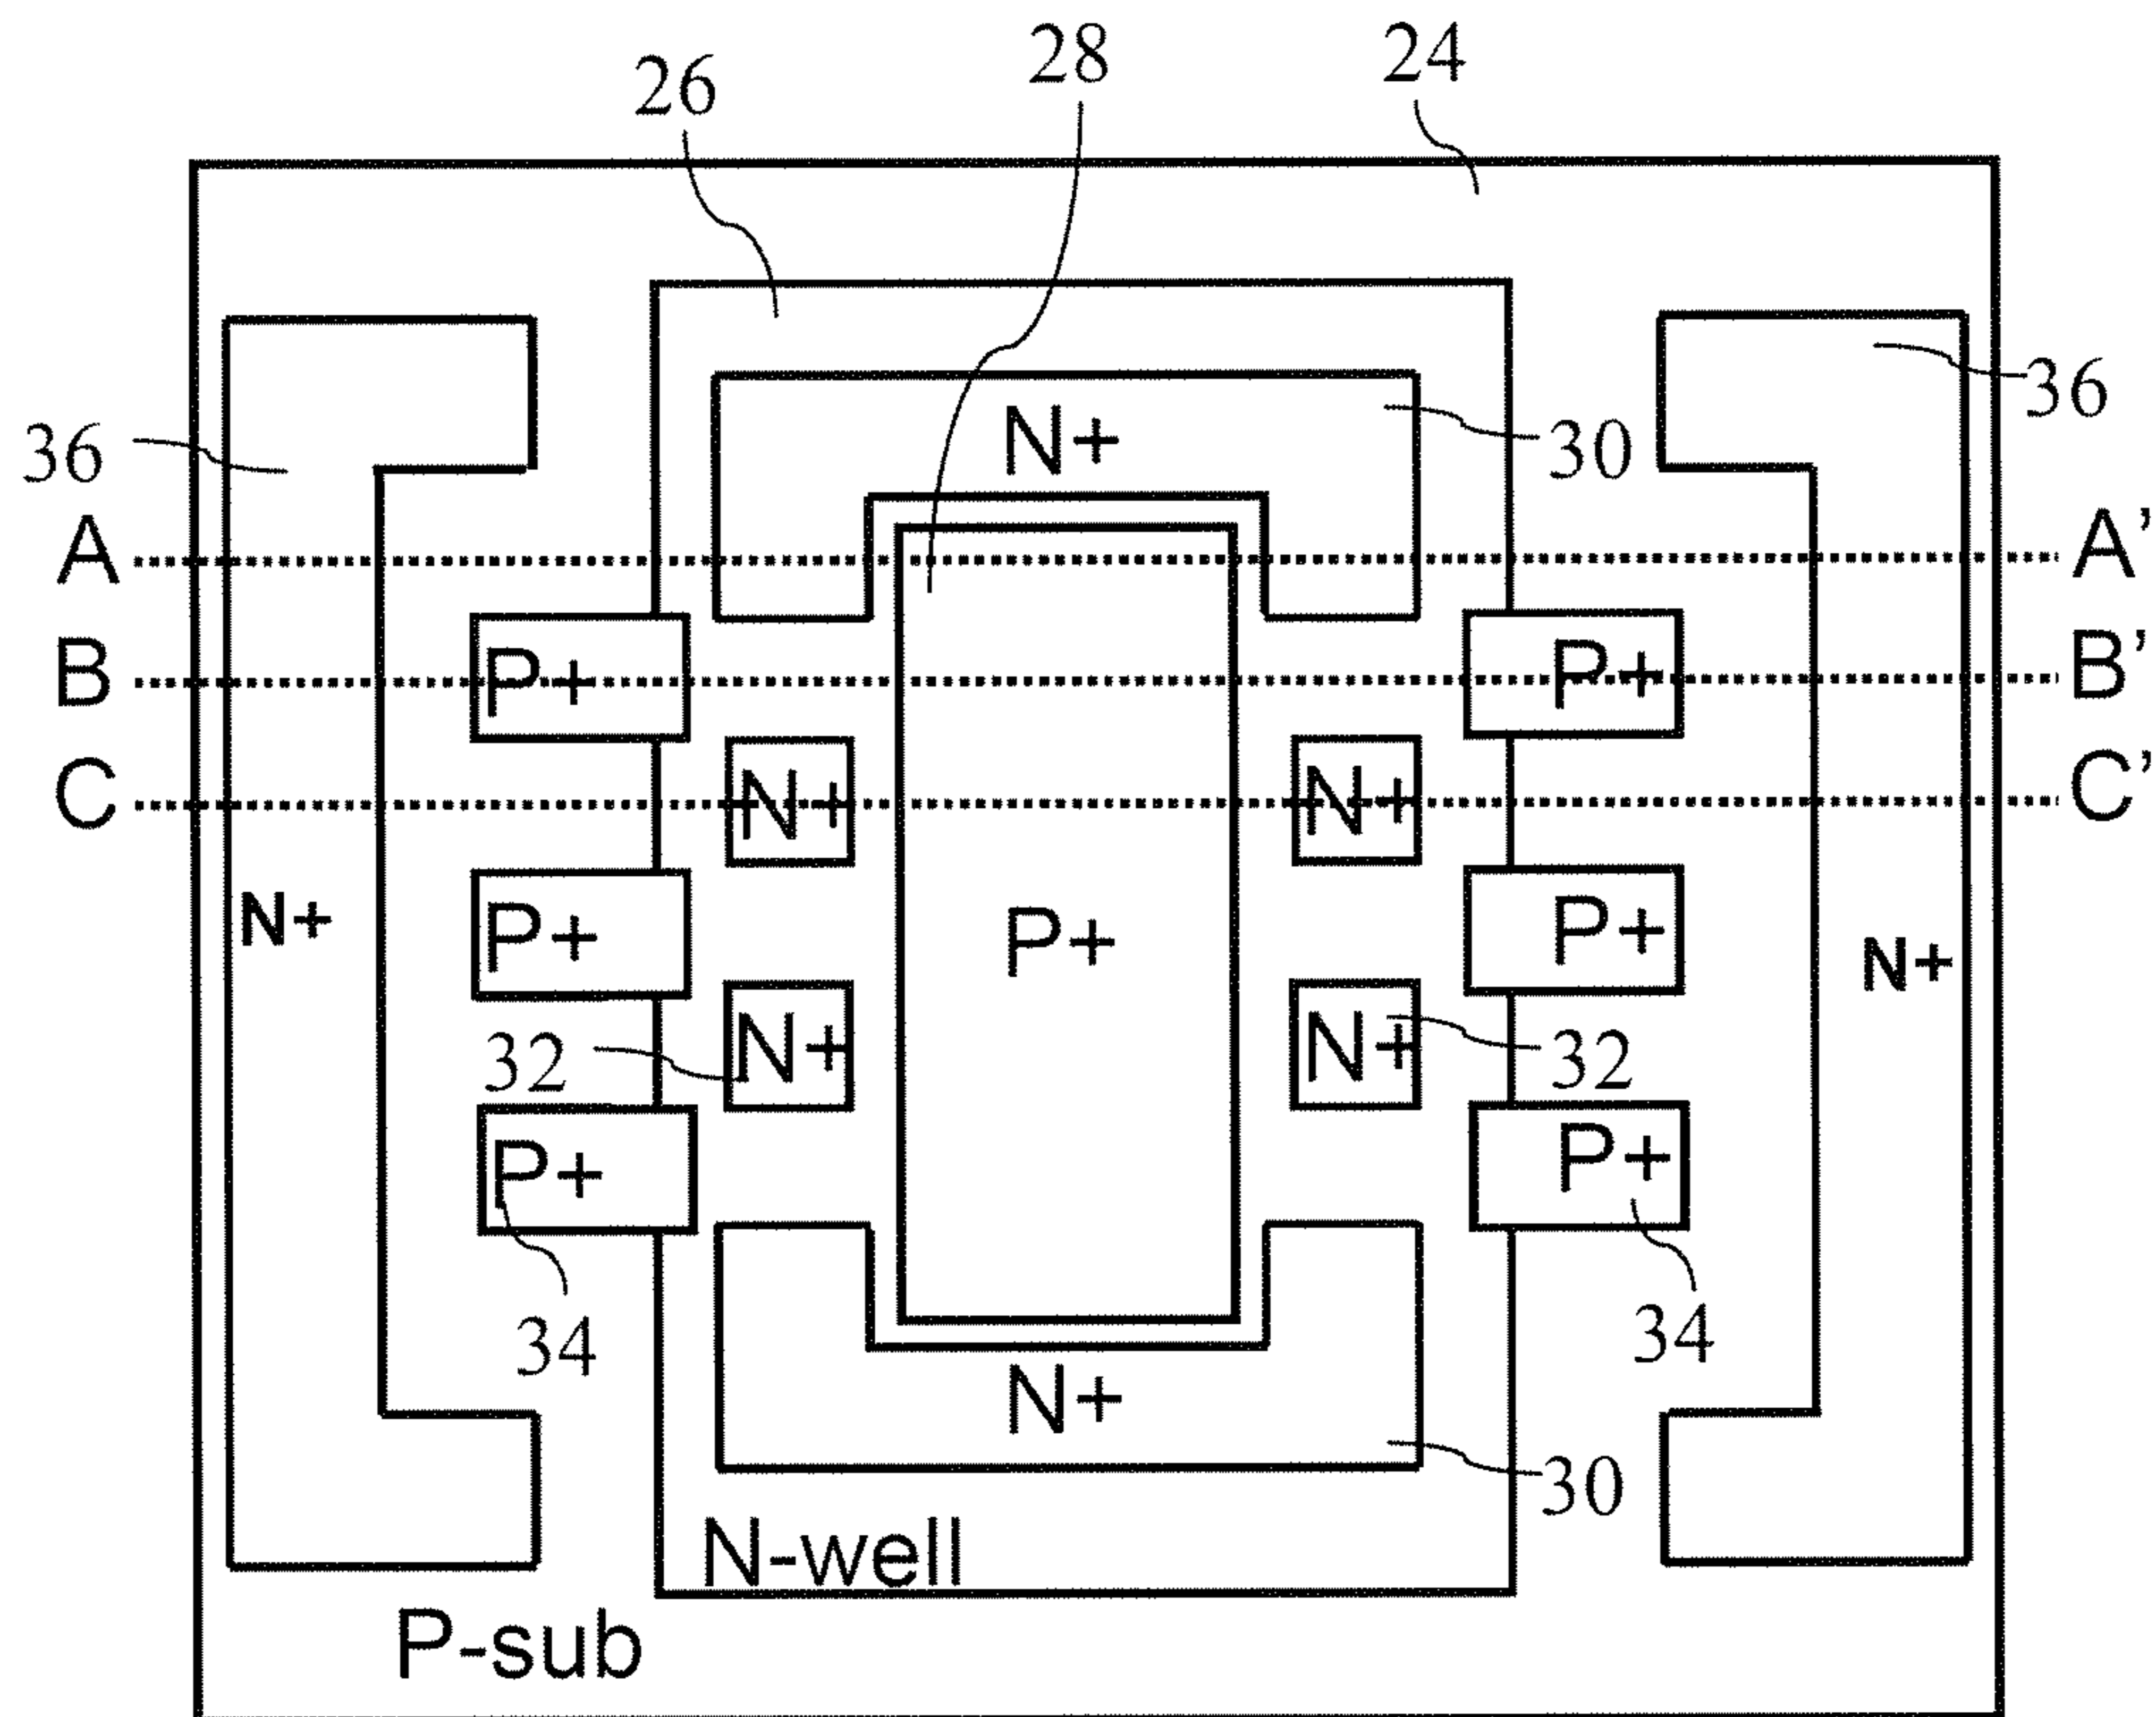 26 28 24
36
N+ 30
36
A A'
B P+ P+ B'
C N+ N+ C'
N+ P+ P+ P+ N+
32 N+ N+ 32
P+ P+
34 34
N+
30
N-well
P-sub